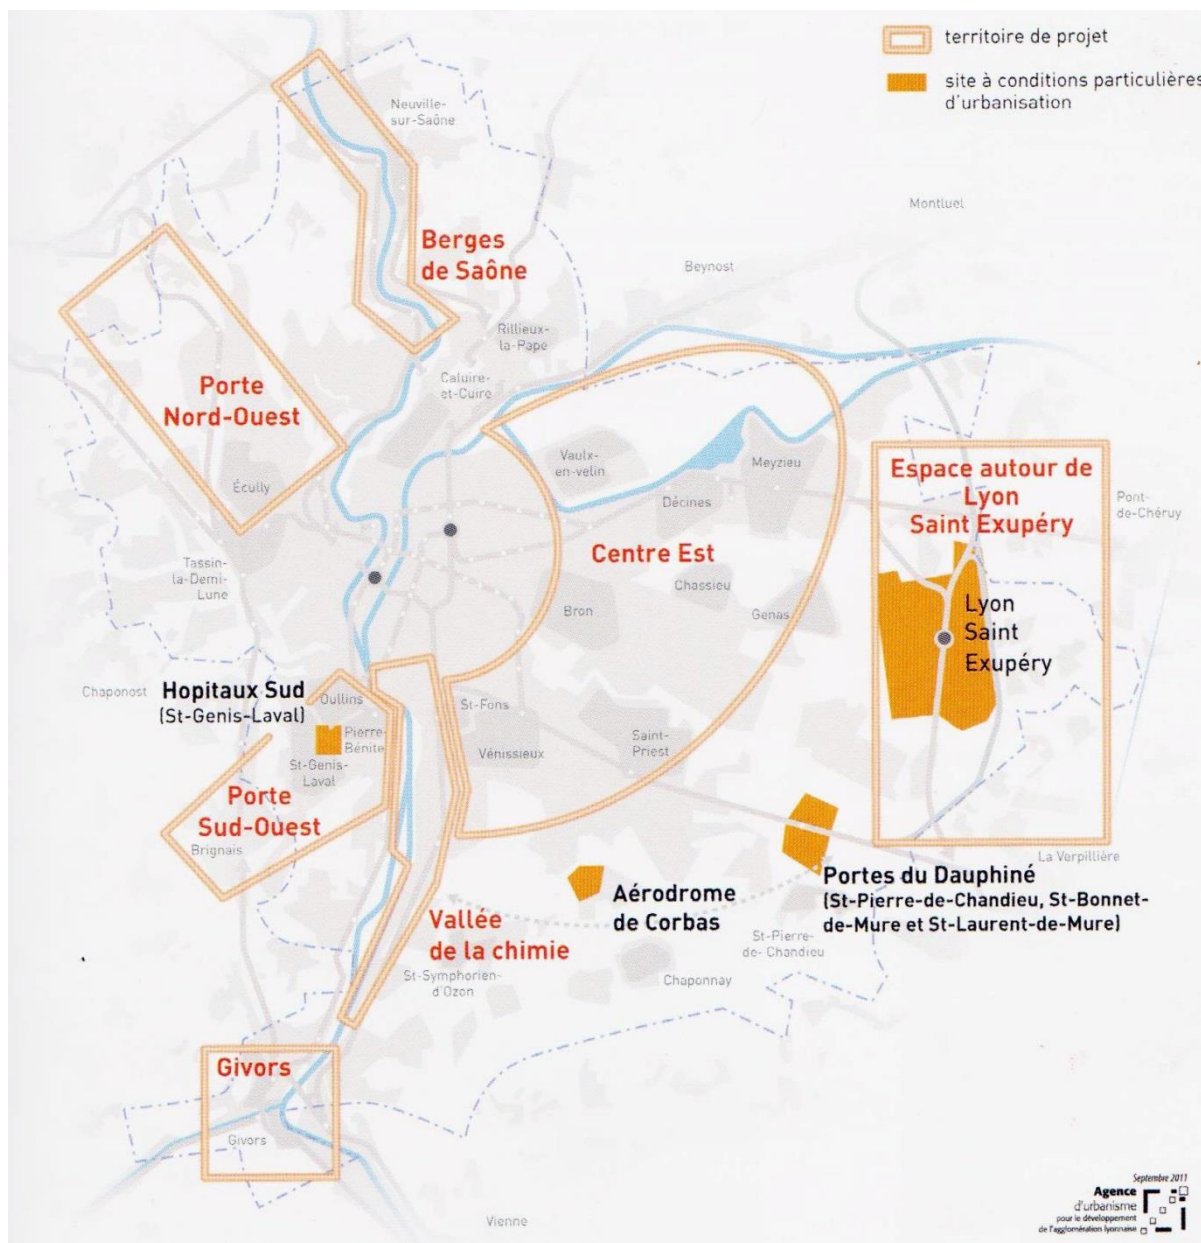 territoire de projet
site à conditions particulières
d'urbanisation
Neuville-
sur-Saône
Montluel
Berges
de Saône
Beynost
Rillieux-
la-Pape
Porte
Nord-Ouest
Caluire-
et-Cuire
Écully
Vaulx-
en-velin
Meyzieu
Décines
Espace autour de
Lyon
Saint Exupéry
Pont-
de-Chéruy
Tassin-
la-Demi-
Lune
Centre Est
Chassieu
Bron
Genas
Lyon
Saint
Exupéry
Chaponost
Hopitaux Sud
(St-Genis-Laval)
Oullins
Pierre-
Bénite
St-Genis-
Laval
St-Fons
Vénissieux
Saint-
Priest
Porte
Sud-Ouest
Brignais
La Verpillière
Portes du Dauphiné
(St-Pierre-de-Chandieu, St-Bonnet-
de-Mure et St-Laurent-de-Mure)
Aérodrome
de Corbas
Vallée
de la chimie
St-Pierre-
de-Chandieu
St-Symphorien-
d'Ozon
Chaponnay
Givors
Givors
Vienne
Septembre 2011
Agence
d'urbanisme
pour le développement
de l'agglomération lyonnaise